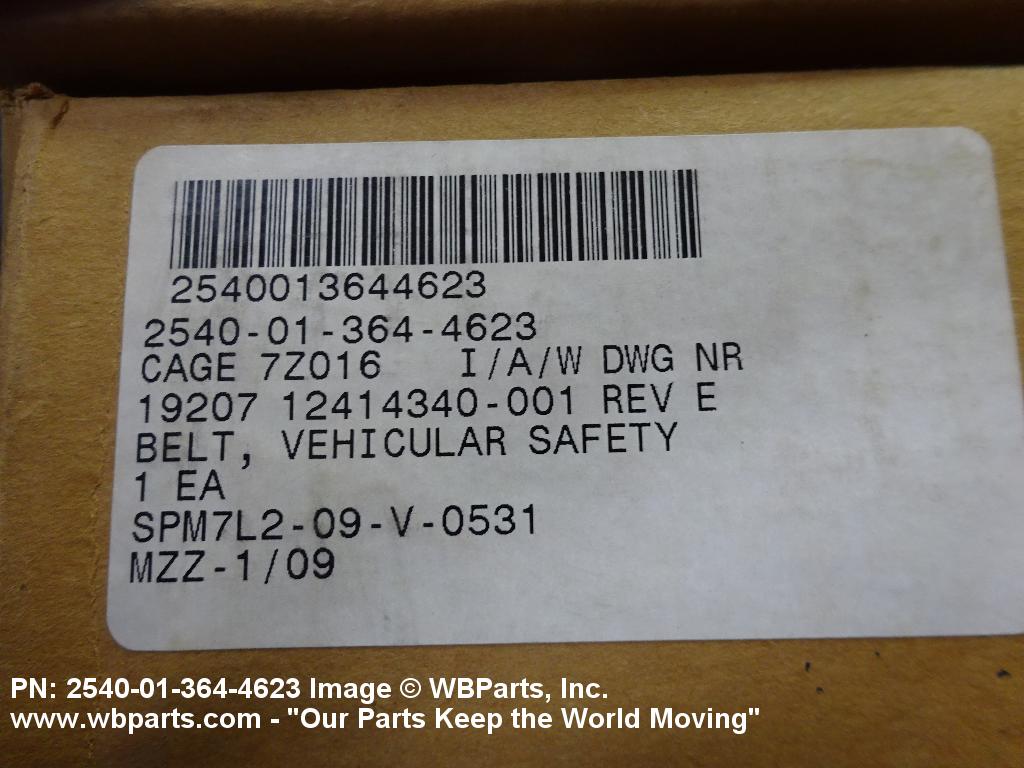 2540013644623
2540-01-364-4623
CAGE 7Z016 I/A/W DWG NR
19207 12414340-001 REV E
BELT, VEHICULAR SAFETY
1 EA
SPM7L2-09-V-0531
MZZ-1/09
PN: 2540-01-364-4623 Image © WBParts, Inc.
www.wbparts.com - "Our Parts Keep the World Moving"